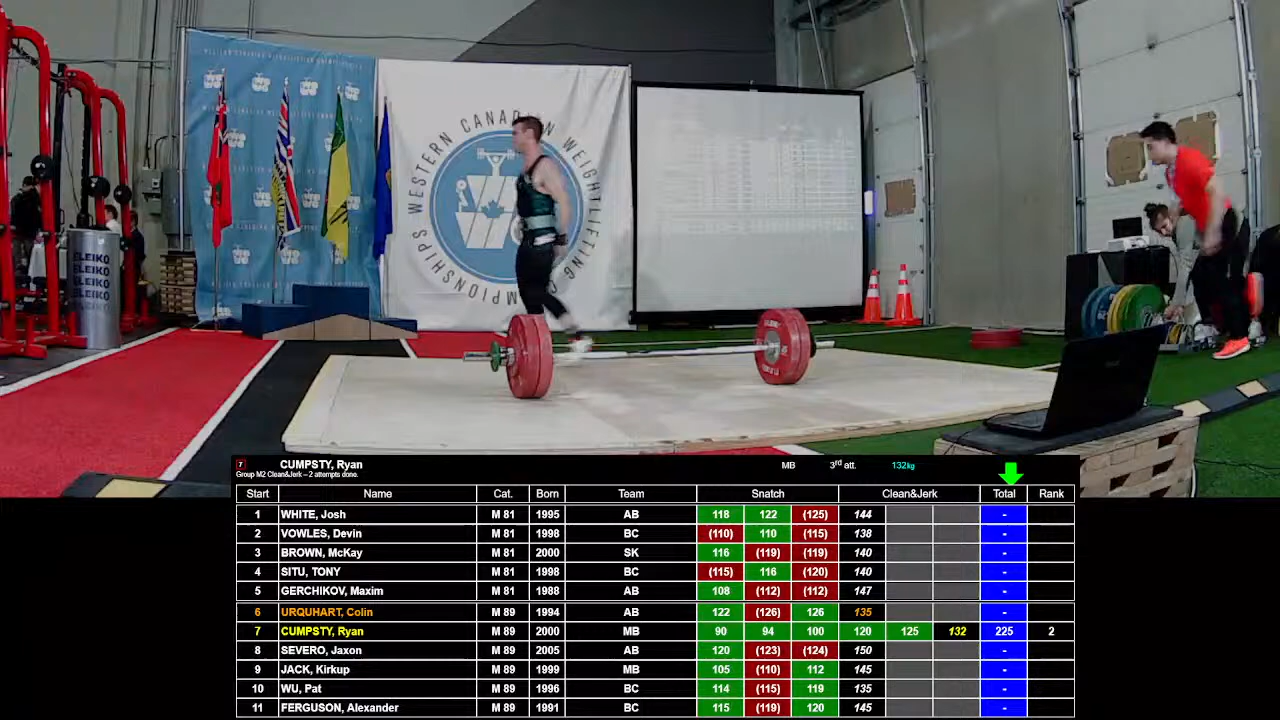 WESTERN CANADIAN WEIGHTLIFTING CHAMPIONSHIPS
ELEIKO
ELEIKO
ELEIKO
ELEIKO
7 CUMPSTY, Ryan MB 3rd att. 132kg
Group M2 Clean&Jerk – 2 attempts done.
Start Name Cat. Born Team Snatch Clean&Jerk Total Rank
1 WHITE, Josh M 81 1995 AB 118 122 (125) 144 -
2 VOWLES, Devin M 81 1998 BC (110) 110 (115) 138 -
3 BROWN, McKay M 81 2000 SK 116 (119) (119) 140 -
4 SITU, TONY M 81 1998 BC (115) 116 (120) 140 -
5 GERCHIKOV, Maxim M 81 1988 AB 108 (112) (112) 147 -
6 URQUHART, Colin M 89 1994 AB 122 (126) 126 135 -
7 CUMPSTY, Ryan M 89 2000 MB 90 94 100 120 125 132 225 2
8 SEVERO, Jaxon M 89 2005 AB 120 (123) (124) 150 -
9 JACK, Kirkup M 89 1999 MB 105 (110) 112 145 -
10 WU, Pat M 89 1996 BC 114 (115) 119 135 -
11 FERGUSON, Alexander M 89 1991 BC 115 (119) 120 145 -